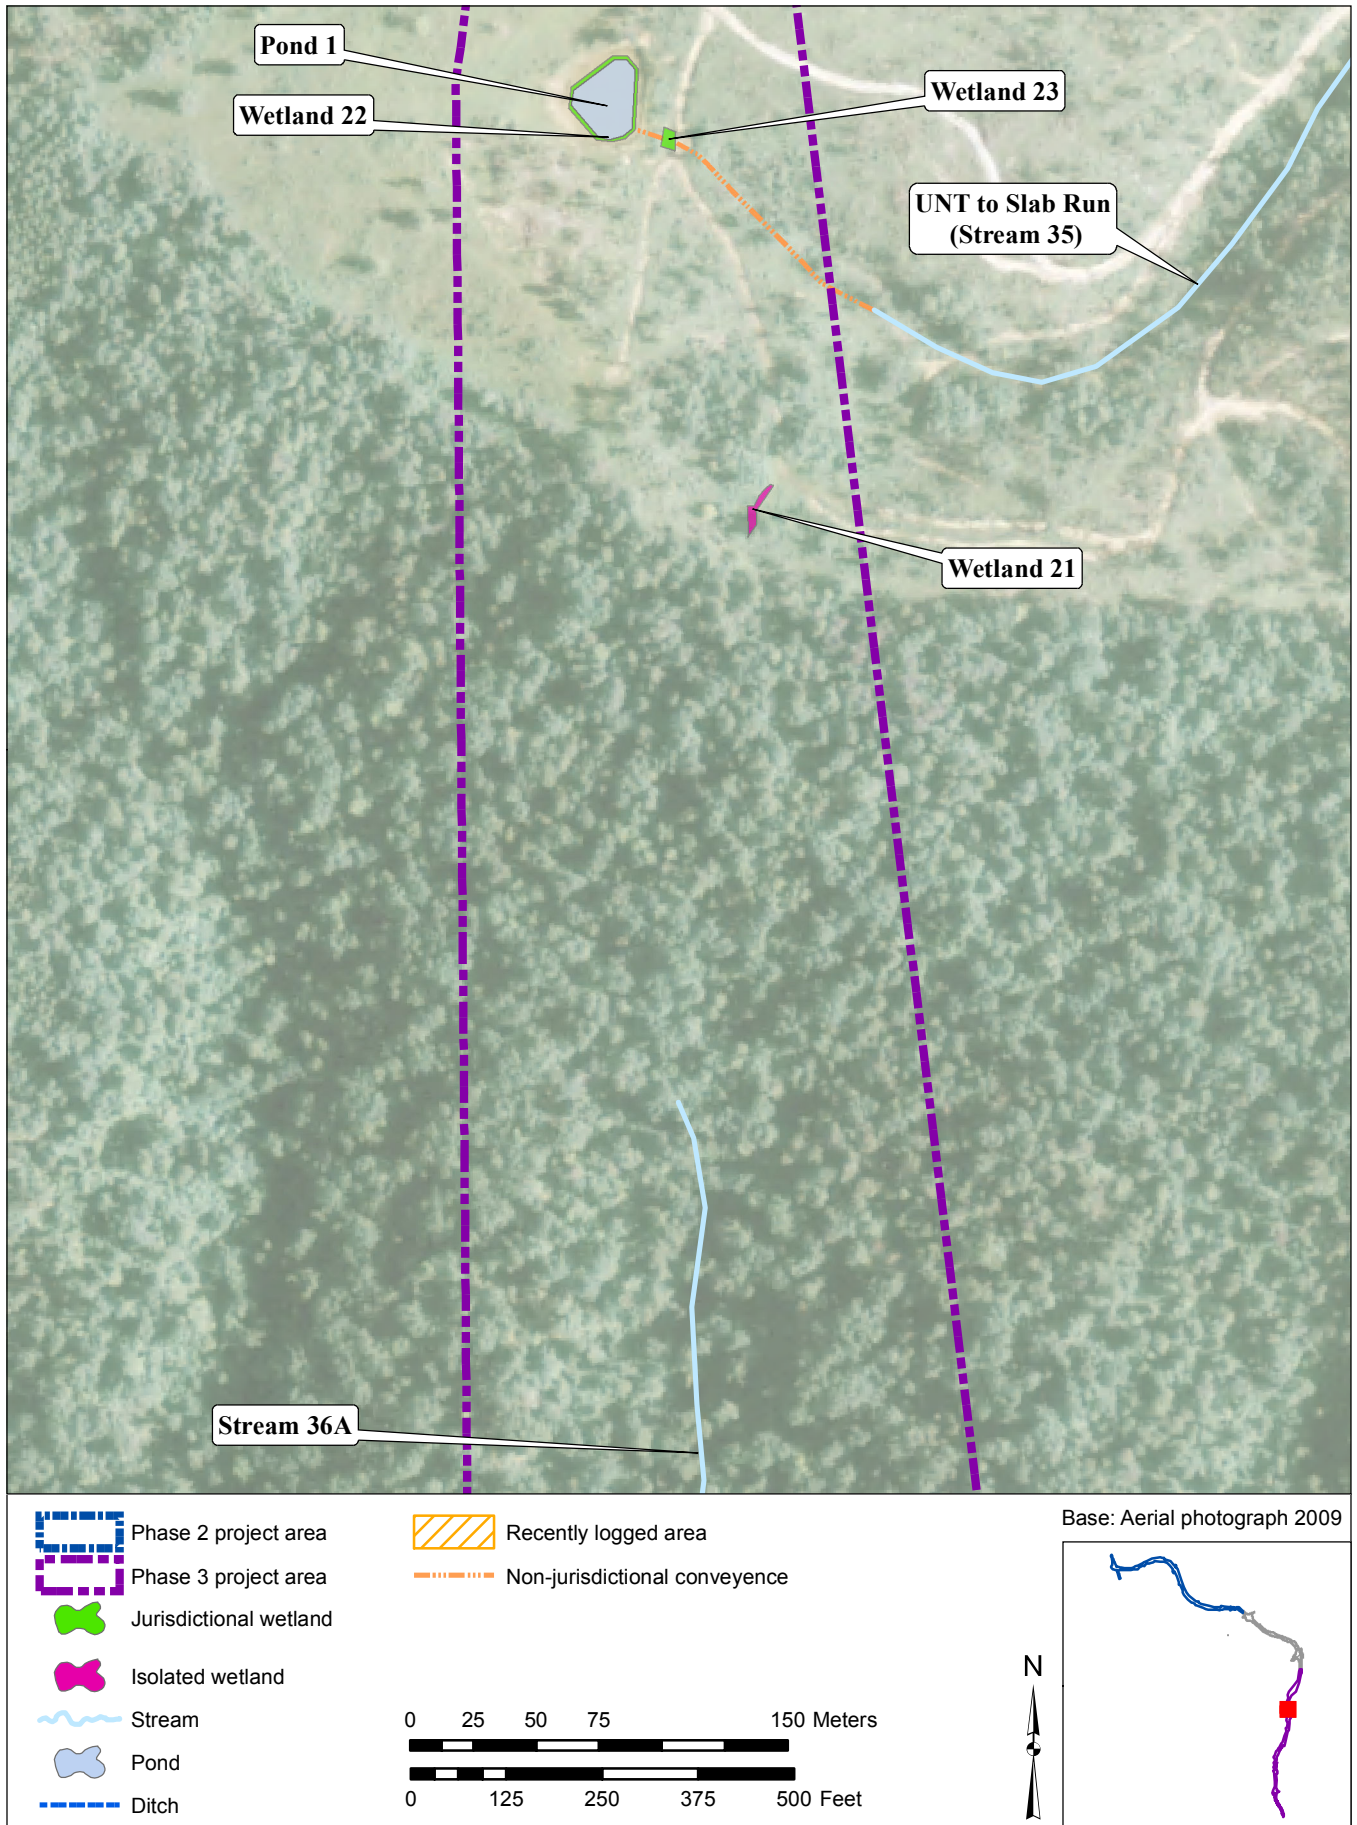 Pond 1
Wetland 22
Wetland 23
UNT to Slab Run
(Stream 35)
Wetland 21
Stream 36A
Phase 2 project area
Phase 3 project area
Jurisdictional wetland
Isolated wetland
Stream
Pond
Ditch
Recently logged area
Non-jurisdictional conveyence
0 25 50 75 150 Meters
0 125 250 375 500 Feet
N
Base: Aerial photograph 2009